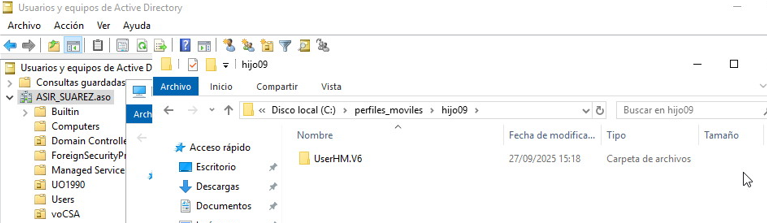 Usuarios y equipos de Active Directory
Archivo Acción Ver Ayuda
Usuarios y equipos de Active D
Consultas guardadas
ASIR_SUAREZ.aso
Builtin
Computers
Domain Controlle
ForeignSecurityPr
Managed Service
UO1990
Users
voCSA
Arch
hijo09
Archivo Inicio Compartir Vista
« Disco local (C:) > perfiles_moviles > hijo09 >
Buscar en hijo09
Acceso rápido
Escritorio
Descargas
Documentos
Nombre Fecha de modifica... Tipo Tamaño
UserHM.V6 27/09/2025 15:18 Carpeta de archivos